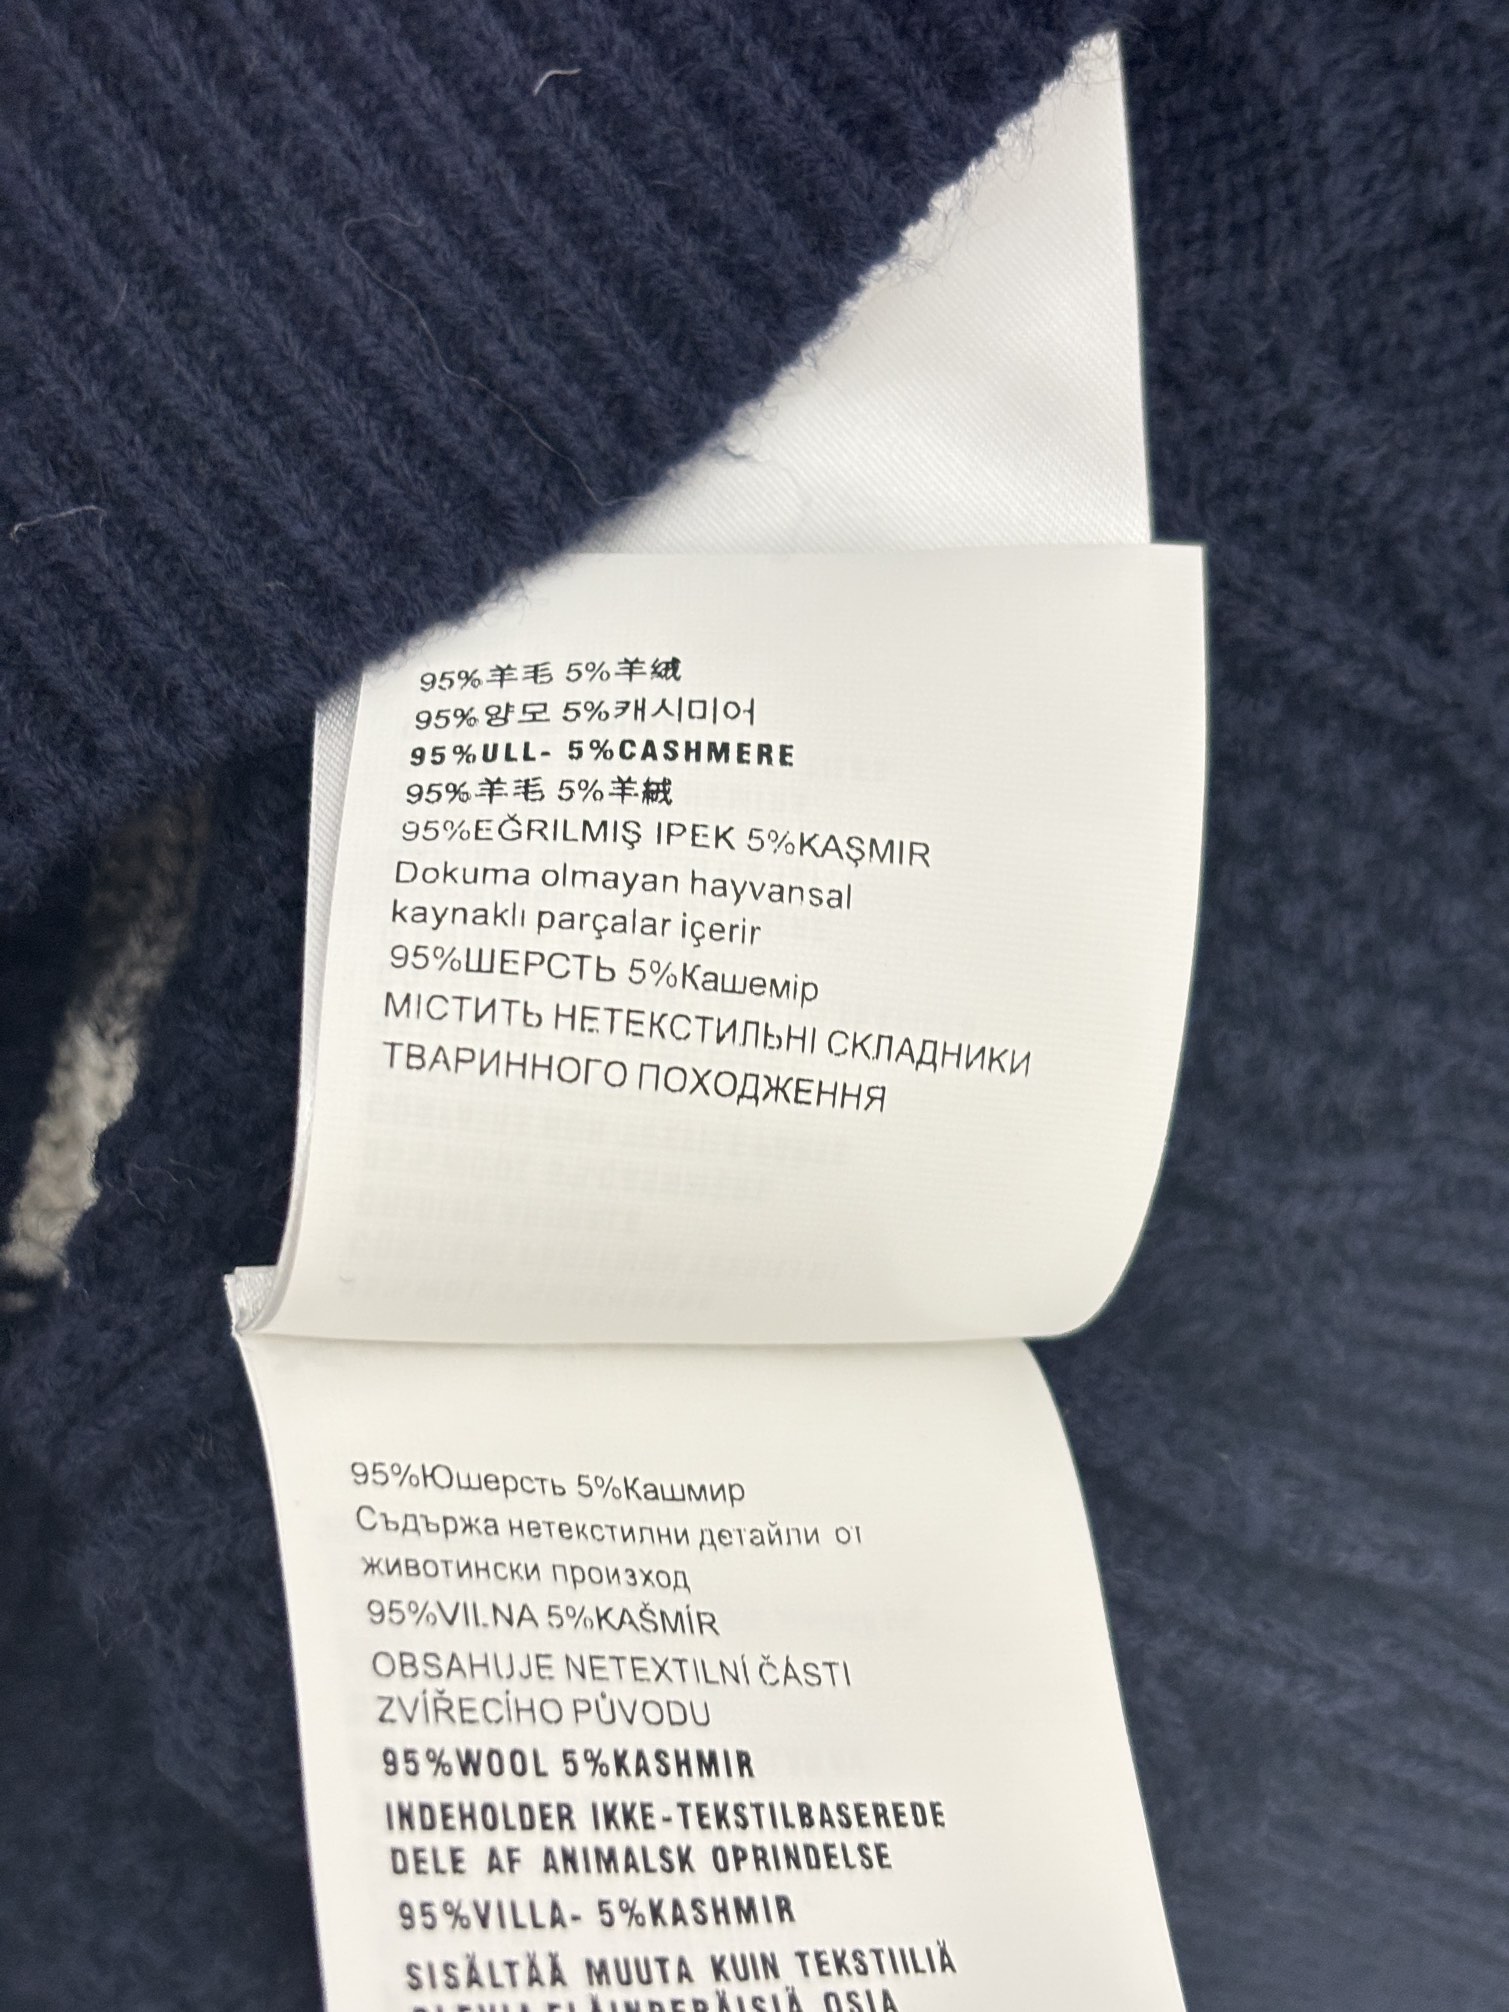 95%羊毛 5%羊絨
95%양모 5%캐시미어
95%ULL- 5%CASHMERE
95%羊毛 5%羊絨
95%EĞRILMIŞ IPEK 5%KAŞMIR
Dokuma olmayan hayvansal
kaynaklı parçalar içerir
95%ШЕРСТЬ 5%Кашемір
МІСТИТЬ НЕТЕКСТИЛЬНІ СКЛАДНИКИ
ТВАРИННОГО ПОХОДЖЕННЯ
95%Юшерсть 5%Кашмир
Съдържа нетекстилни детайли от
животински произход
95%VILNA 5%KAŠMÍR
OBSAHUJE NETEXTILNÍ ČÁSTI
ZVÍŘECÍHO PŮVODU
95%WOOL 5%KASHMIR
INDEHOLDER IKKE-TEKSTILBASEREDE
DELE AF ANIMALSK OPRINDELSE
95%VILLA- 5%KASHMIR
SISÄLTÄÄ MUUTA KUIN TEKSTIILIÄ
OSIA